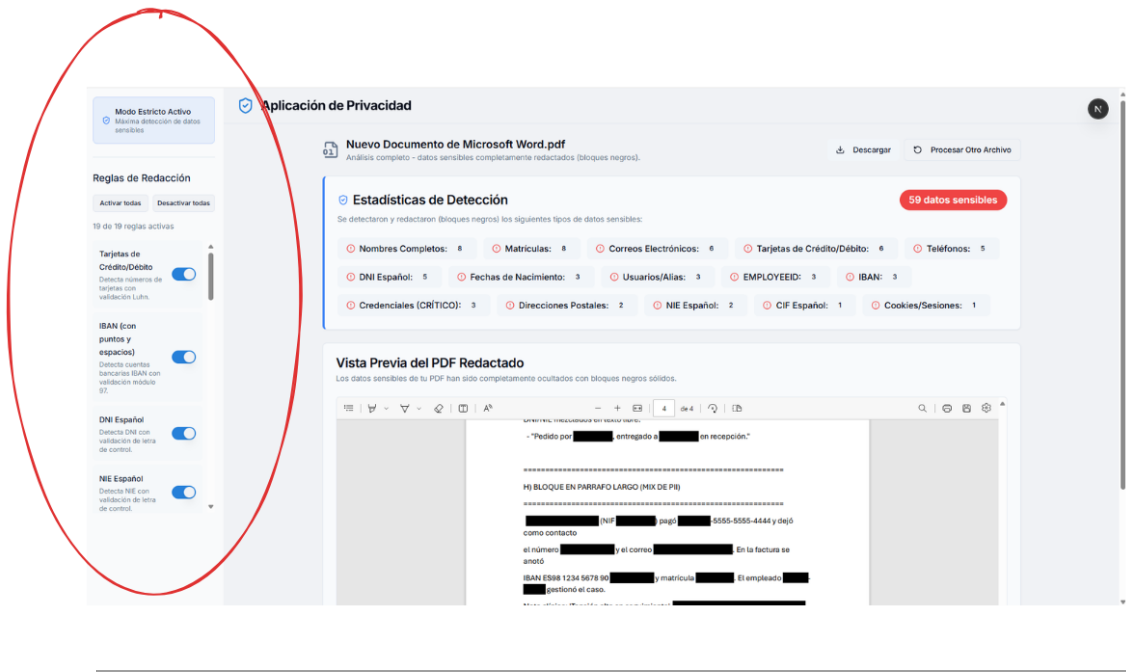 Modo Estricto Activo
Máxima detección de datos
sensibles
Reglas de Redacción
Activar todas
Desactivar todas
19 de 19 reglas activas
Tarjetas de
Crédito/Débito
Detecta números de
tarjetas con
validación Luhn.
IBAN (con
puntos y
espacios)
Detecta cuentas
bancarias IBAN con
validación módulo
97.
DNI Español
Detecta DNI con
validación de letra
de control.
NIE Español
Detecta NIE con
validación de letra
de control.
Aplicación de Privacidad
N
Nuevo Documento de Microsoft Word.pdf
Análisis completo - datos sensibles completamente redactados (bloques negros).
Descargar
Procesar Otro Archivo
Estadísticas de Detección
59 datos sensibles
Se detectaron y redactaron (bloques negros) los siguientes tipos de datos sensibles:
Nombres Completos: 8
Matrículas: 8
Correos Electrónicos: 6
Tarjetas de Crédito/Débito: 6
Teléfonos: 5
DNI Español: 5
Fechas de Nacimiento: 3
Usuarios/Alias: 3
EMPLOYEEID: 3
IBAN: 3
Credenciales (CRÍTICO): 3
Direcciones Postales: 2
NIE Español: 2
CIF Español: 1
Cookies/Sesiones: 1
Vista Previa del PDF Redactado
Los datos sensibles de tu PDF han sido completamente ocultados con bloques negros sólidos.
4 de 4
DNI/NIE mezclados en texto libre:
- "Pedido por , entregado a en recepción."
============================================================
H) BLOQUE EN PARRAFO LARGO (MIX DE PII)
============================================================
(NIF ) pagó -5555-5555-4444 y dejó
como contacto
el número y el correo . En la factura se
anotó
IBAN ES98 1234 5678 90 y matricula . El empleado -
gestionó el caso.